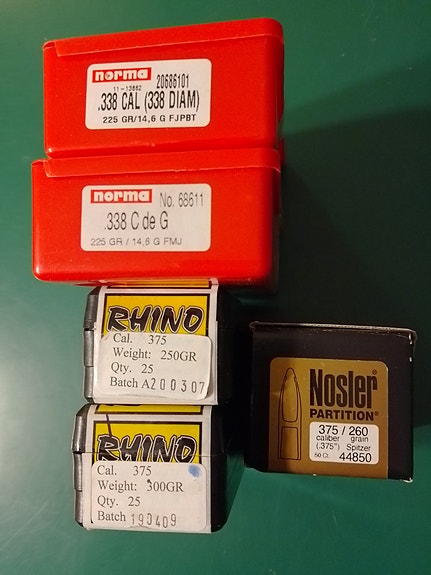 norma
11-13862 20686101
.338 CAL (338 DIAM)
225 GR/14,6 G FJPBT
norma No. 68611
.338 C de G
225 GR / 14,6 G FMJ
RHINO
Cal. 375
Weight: 250GR
Qty. 25
Batch A200307
RHINO
Cal. 375
Weight: 300GR
Qty. 25
Batch 190409
Nosler®
PARTITION®
375 / 260
caliber grain
(.375") Spitzer
50 Ct. 44850